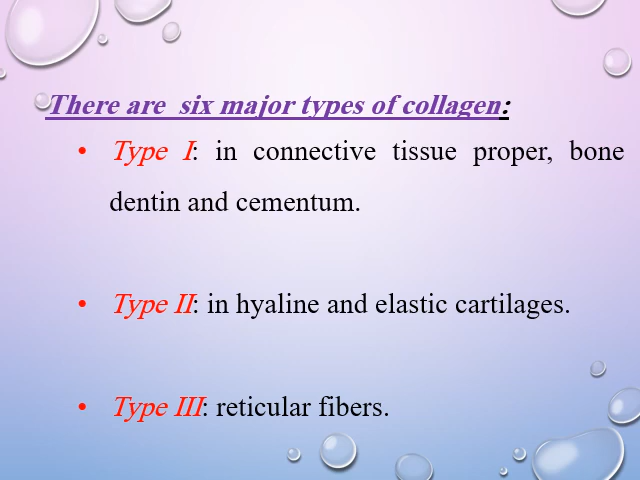 There are six major types of collagen:
• Type I: in connective tissue proper, bone
dentin and cementum.
• Type II: in hyaline and elastic cartilages.
• Type III: reticular fibers.